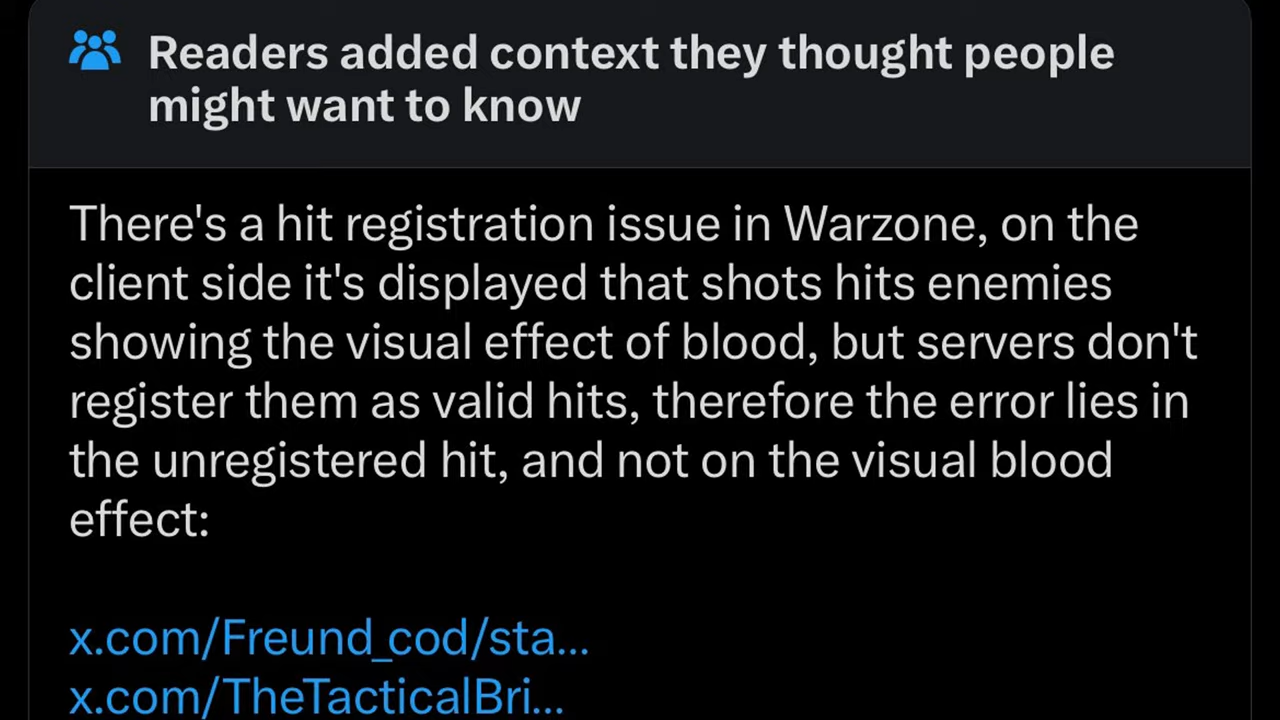 Readers added context they thought people
might want to know
There's a hit registration issue in Warzone, on the
client side it's displayed that shots hits enemies
showing the visual effect of blood, but servers don't
register them as valid hits, therefore the error lies in
the unregistered hit, and not on the visual blood
effect:
x.com/Freund_cod/sta...
x.com/TheTacticalBri...